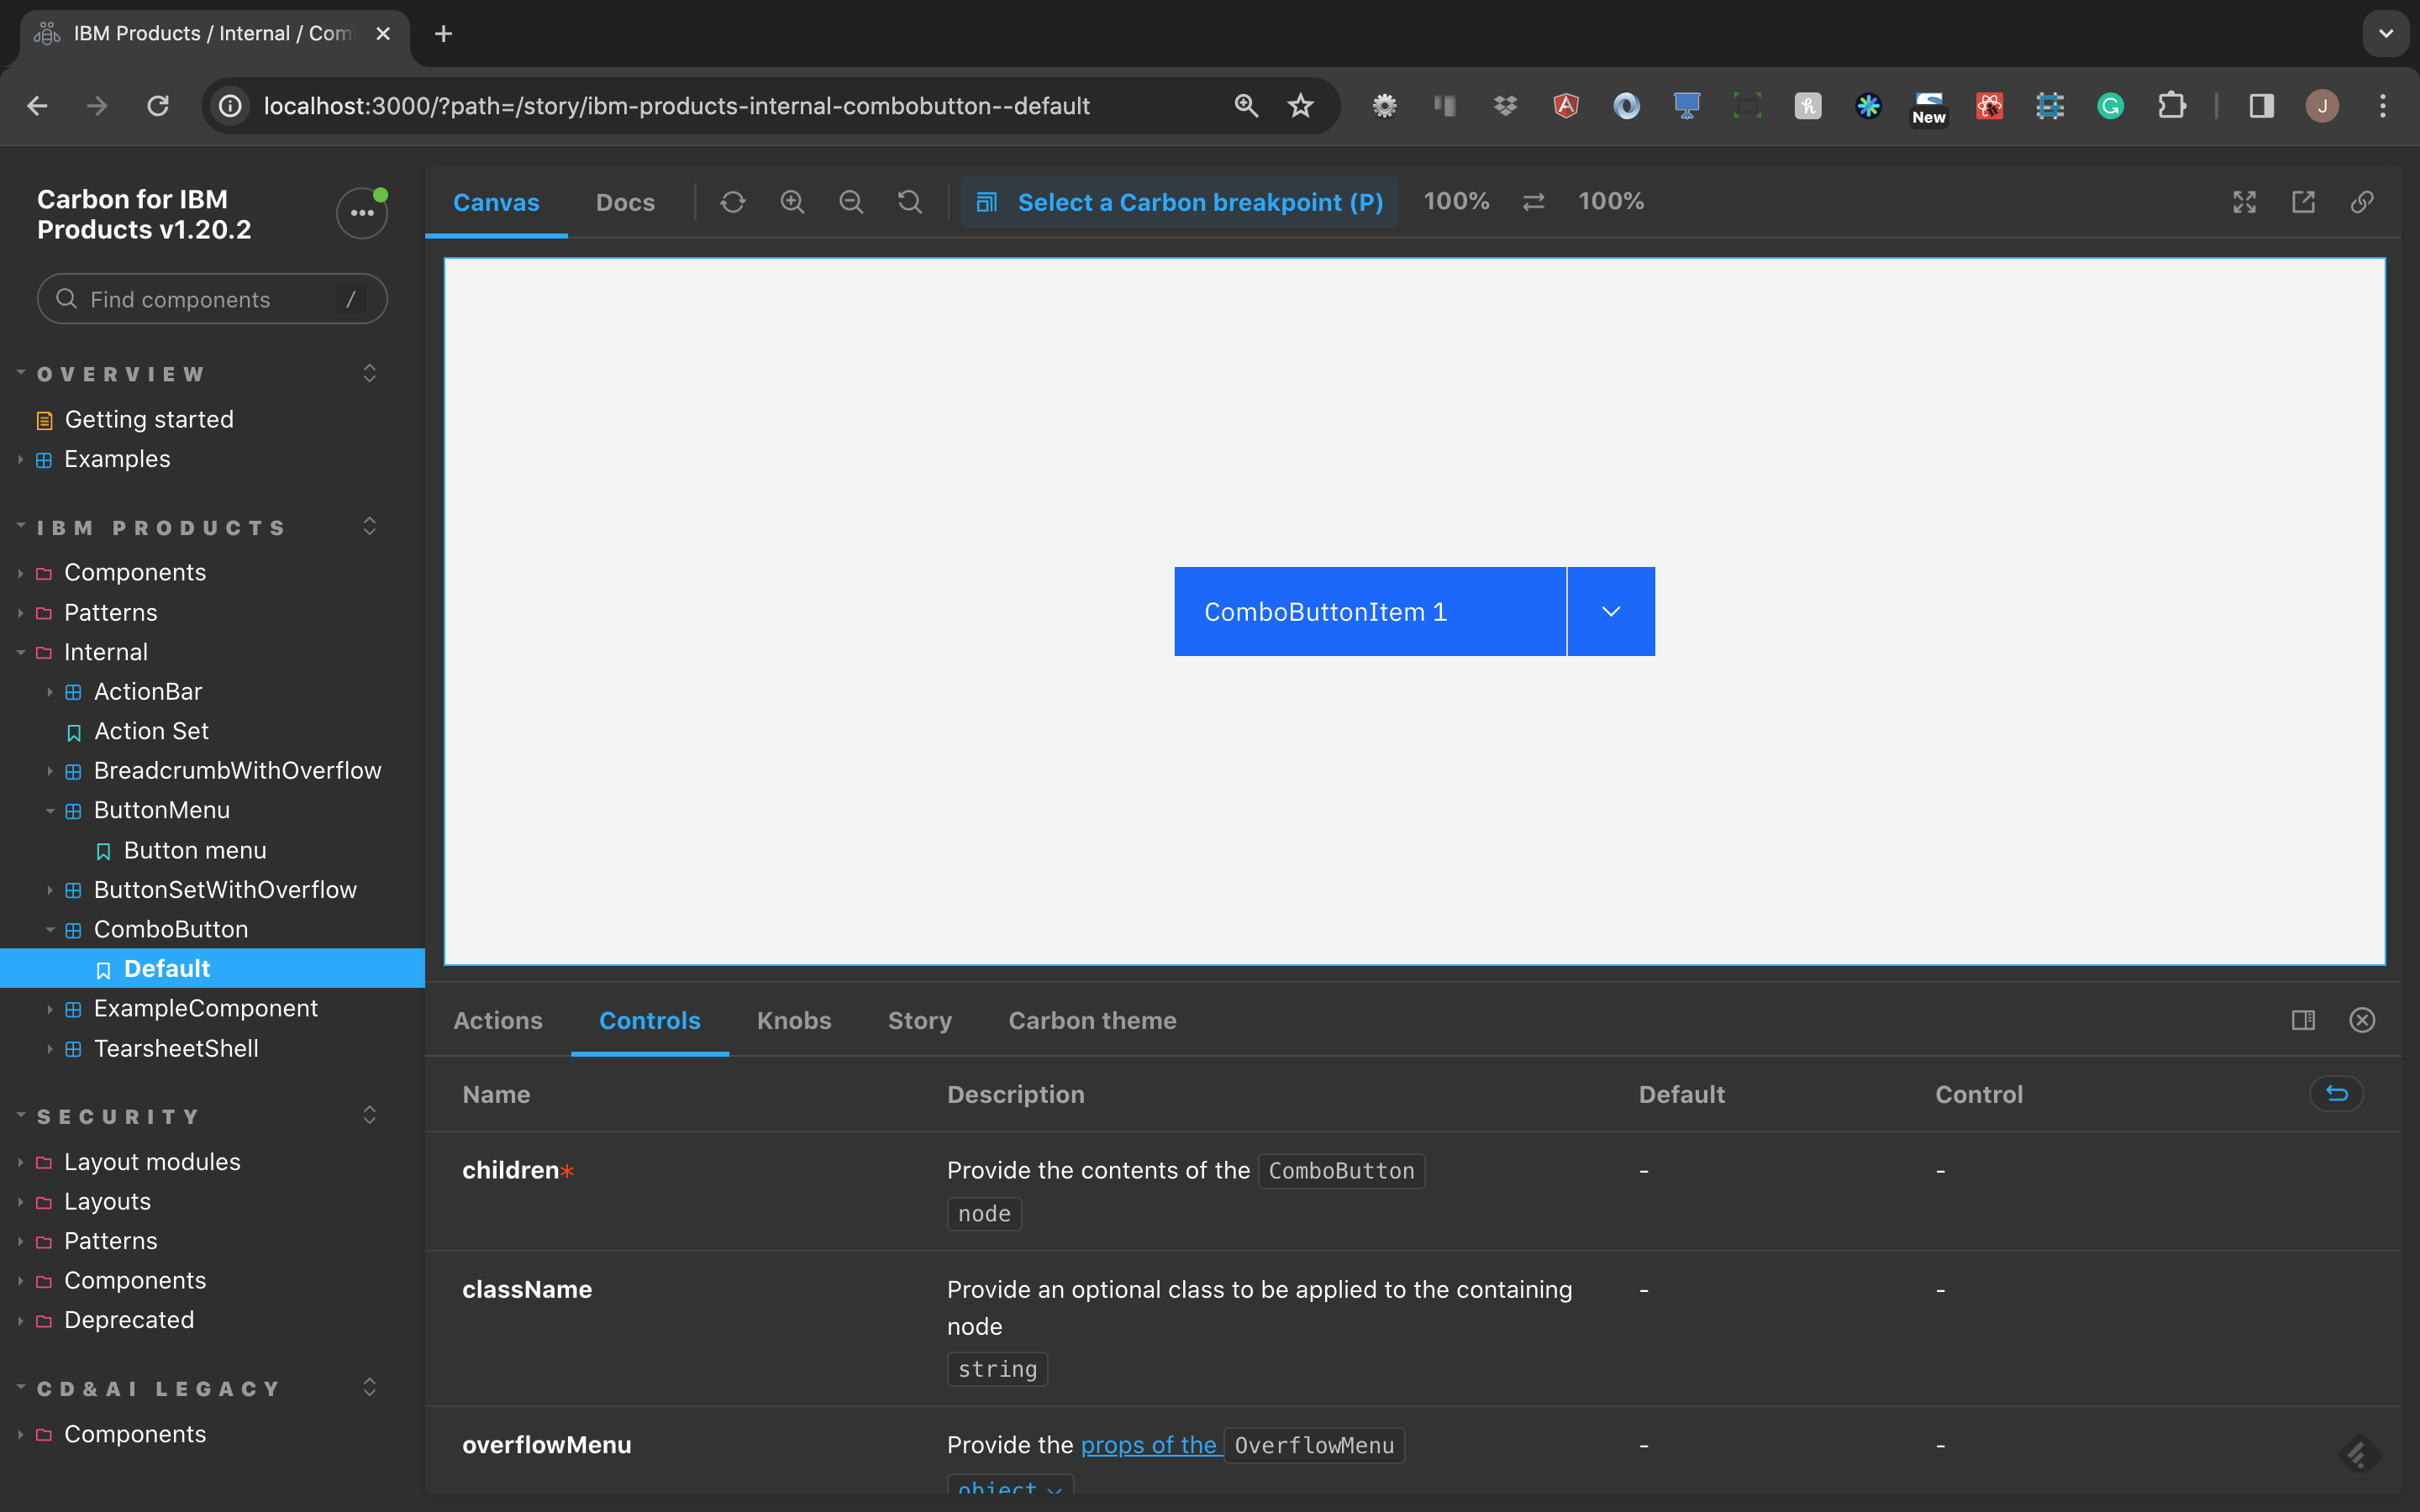 IBM Products / Internal / Com
localhost:3000/?path=/story/ibm-products-internal-combobutton--default
New
J
Carbon for IBM
Products v1.20.2
Find components /
OVERVIEW
Getting started
Examples
IBM PRODUCTS
Components
Patterns
Internal
ActionBar
Action Set
BreadcrumbWithOverflow
ButtonMenu
Button menu
ButtonSetWithOverflow
ComboButton
Default
ExampleComponent
TearsheetShell
SECURITY
Layout modules
Layouts
Patterns
Components
Deprecated
CD&AI LEGACY
Components
Canvas Docs Select a Carbon breakpoint (P) 100% 100%
ComboButtonItem 1
Actions Controls Knobs Story Carbon theme
Name Description Default Control
children* Provide the contents of the ComboButton - -
node
className Provide an optional class to be applied to the containing - -
node
string
overflowMenu Provide the props of the OverflowMenu - -
object